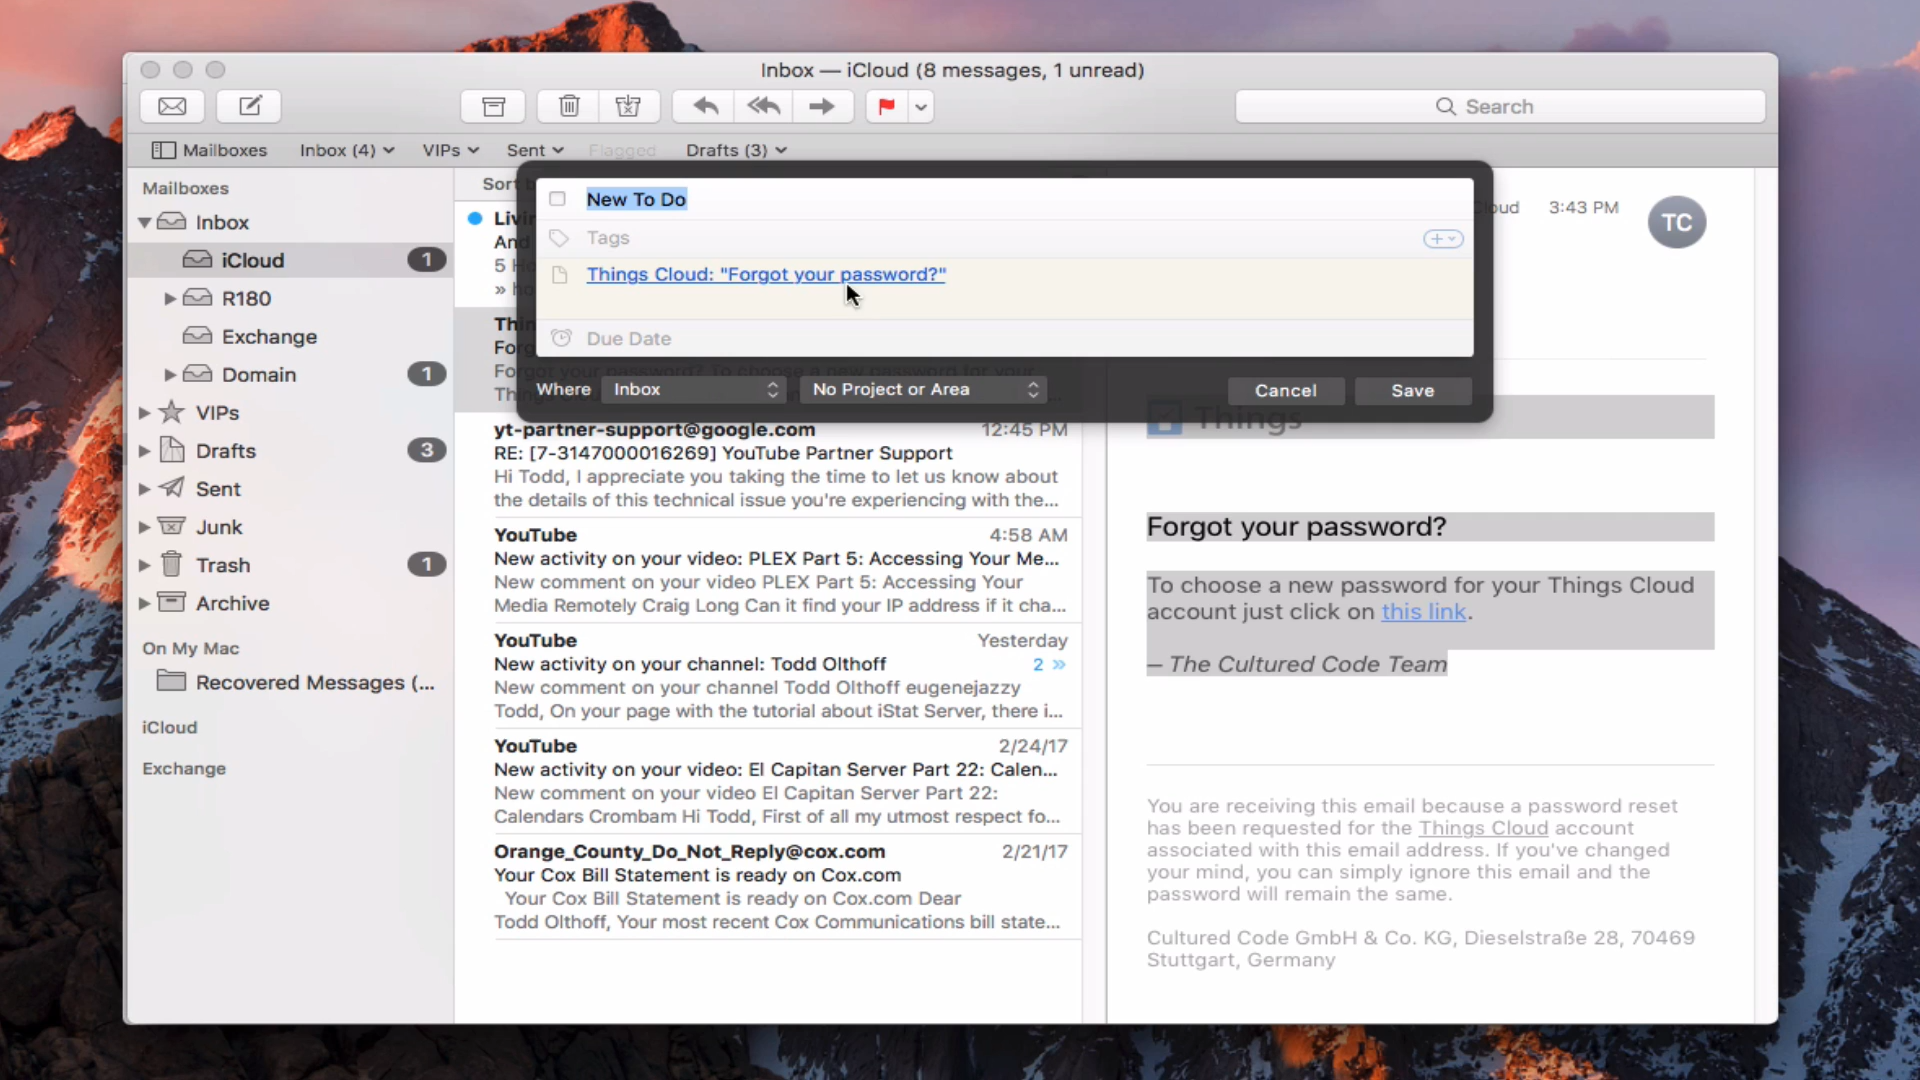 Inbox — iCloud (8 messages, 1 unread)
Search
Mailboxes
Inbox (4)
VIPs
Sent
Flagged
Drafts (3)
Mailboxes
Inbox
iCloud
1
R180
Exchange
Domain
1
VIPs
Drafts
3
Sent
Junk
Trash
1
Archive
On My Mac
Recovered Messages (...
iCloud
Exchange
Sort
New To Do
Tags
Things Cloud: "Forgot your password?"
Due Date
Where
Inbox
No Project or Area
Cancel
Save
And
5
yt-partner-support@google.com
12:45 PM
RE: [7-3147000016269] YouTube Partner Support
Hi Todd, I appreciate you taking the time to let us know about
the details of this technical issue you're experiencing with the...
YouTube
4:58 AM
New activity on your video: PLEX Part 5: Accessing Your Me...
New comment on your video PLEX Part 5: Accessing Your
Media Remotely Craig Long Can it find your IP address if it cha...
YouTube
Yesterday
New activity on your channel: Todd Olthoff
2 »
New comment on your channel Todd Olthoff eugenejazzy
Todd, On your page with the tutorial about iStat Server, there i...
YouTube
2/24/17
New activity on your video: El Capitan Server Part 22: Calen...
New comment on your video El Capitan Server Part 22:
Calendars Crombam Hi Todd, First of all my utmost respect fo...
Orange_County_Do_Not_Reply@cox.com
2/21/17
Your Cox Bill Statement is ready on Cox.com
Your Cox Bill Statement is ready on Cox.com Dear
Todd Olthoff, Your most recent Cox Communications bill state...
3:43 PM
TC
Things
Forgot your password?
To choose a new password for your Things Cloud
account just click on this link.
— The Cultured Code Team
You are receiving this email because a password reset
has been requested for the Things Cloud account
associated with this email address. If you've changed
your mind, you can simply ignore this email and the
password will remain the same.
Cultured Code GmbH & Co. KG, Dieselstraße 28, 70469
Stuttgart, Germany